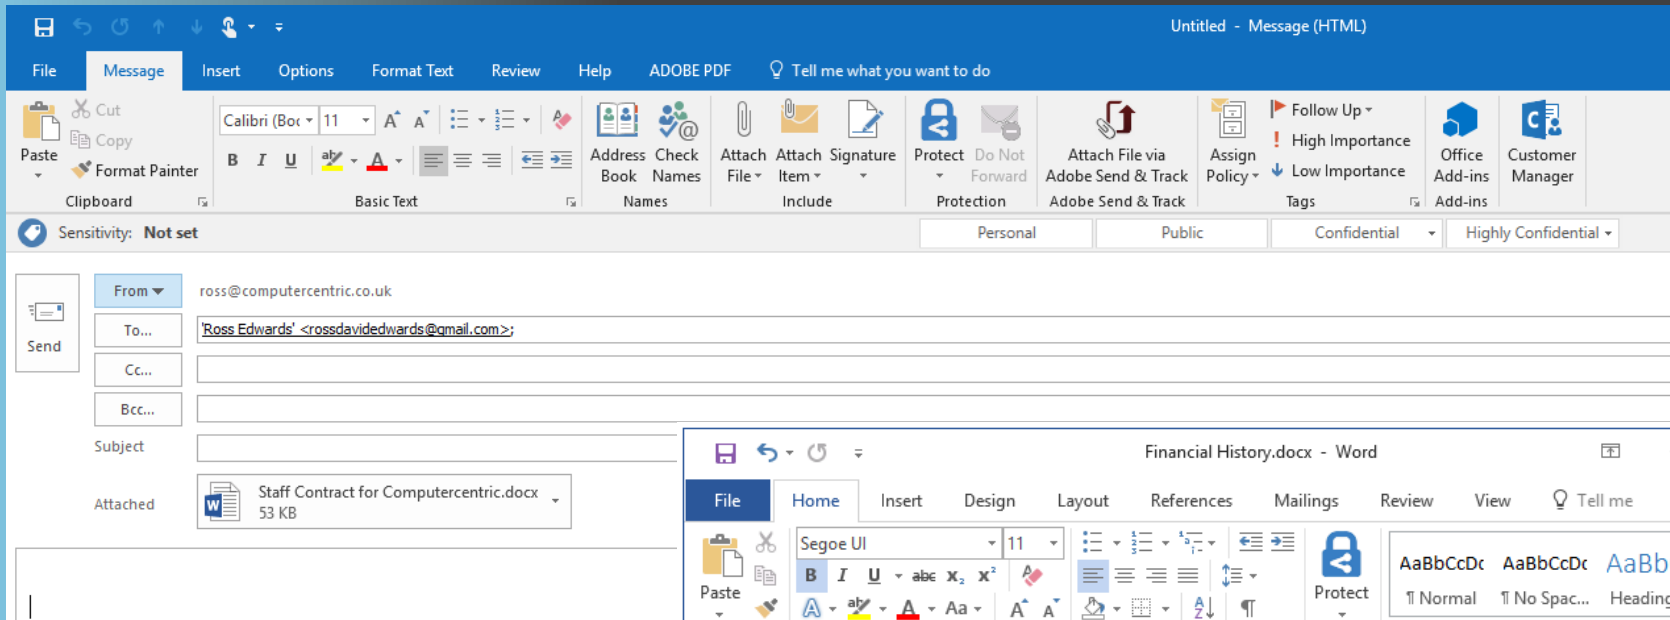 Untitled - Message (HTML)
File Message Insert Options Format Text Review Help ADOBE PDF Tell me what you want to do
Paste Cut Copy Format Painter
Calibri (Boc 11
B I U A
Address Book Check Names
Attach File Attach Item Signature
Protect Do Not Forward
Attach File via Adobe Send & Track
Assign Policy Follow Up High Importance Low Importance
Office Add-ins Customer Manager
Clipboard Basic Text Names Include Protection Adobe Send & Track Tags Add-ins
Sensitivity: Not set Personal Public Confidential Highly Confidential
Send
From ross@computercentric.co.uk
To... 'Ross Edwards' <rossdavidedwards@gmail.com>;
Cc...
Bcc...
Subject
Attached Staff Contract for Computercentric.docx
53 KB
Financial History.docx - Word
File Home Insert Design Layout References Mailings Review View Tell me
Paste
Segoe UI 11
B I U abc x₂ x²
A A Aa A A
Protect
AaBbCcDc AaBbCcDc AaBb
¶ Normal ¶ No Spac... Heading